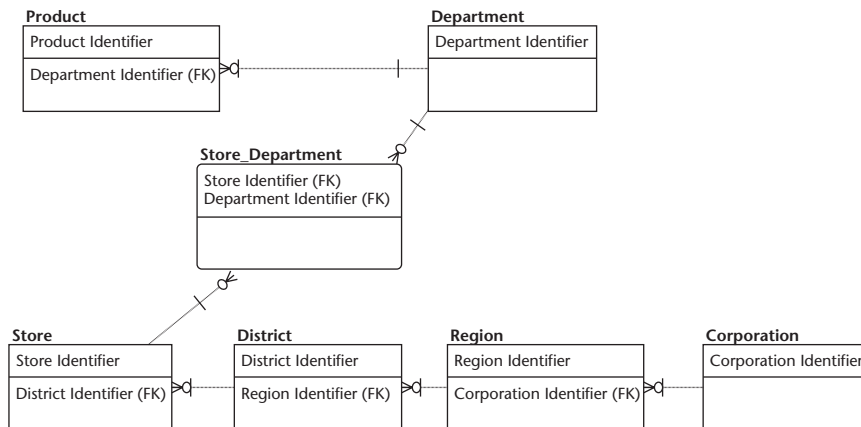 Product
Product Identifier
Department Identifier (FK)
Department
Department Identifier
Store_Department
Store Identifier (FK)
Department Identifier (FK)
Store
Store Identifier
District Identifier (FK)
District
District Identifier
Region Identifier (FK)
Region
Region Identifier
Corporation Identifier (FK)
Corporation
Corporation Identifier